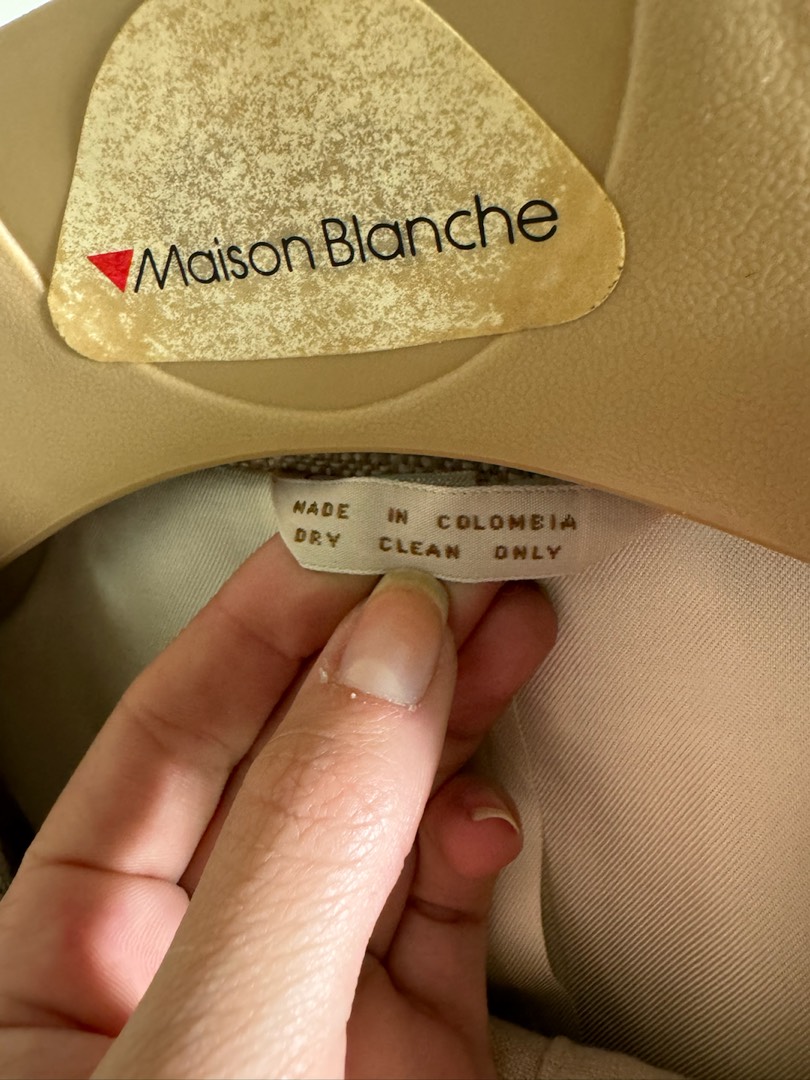 Maison Blanche
MADE IN COLOMBIA
DRY CLEAN ONLY